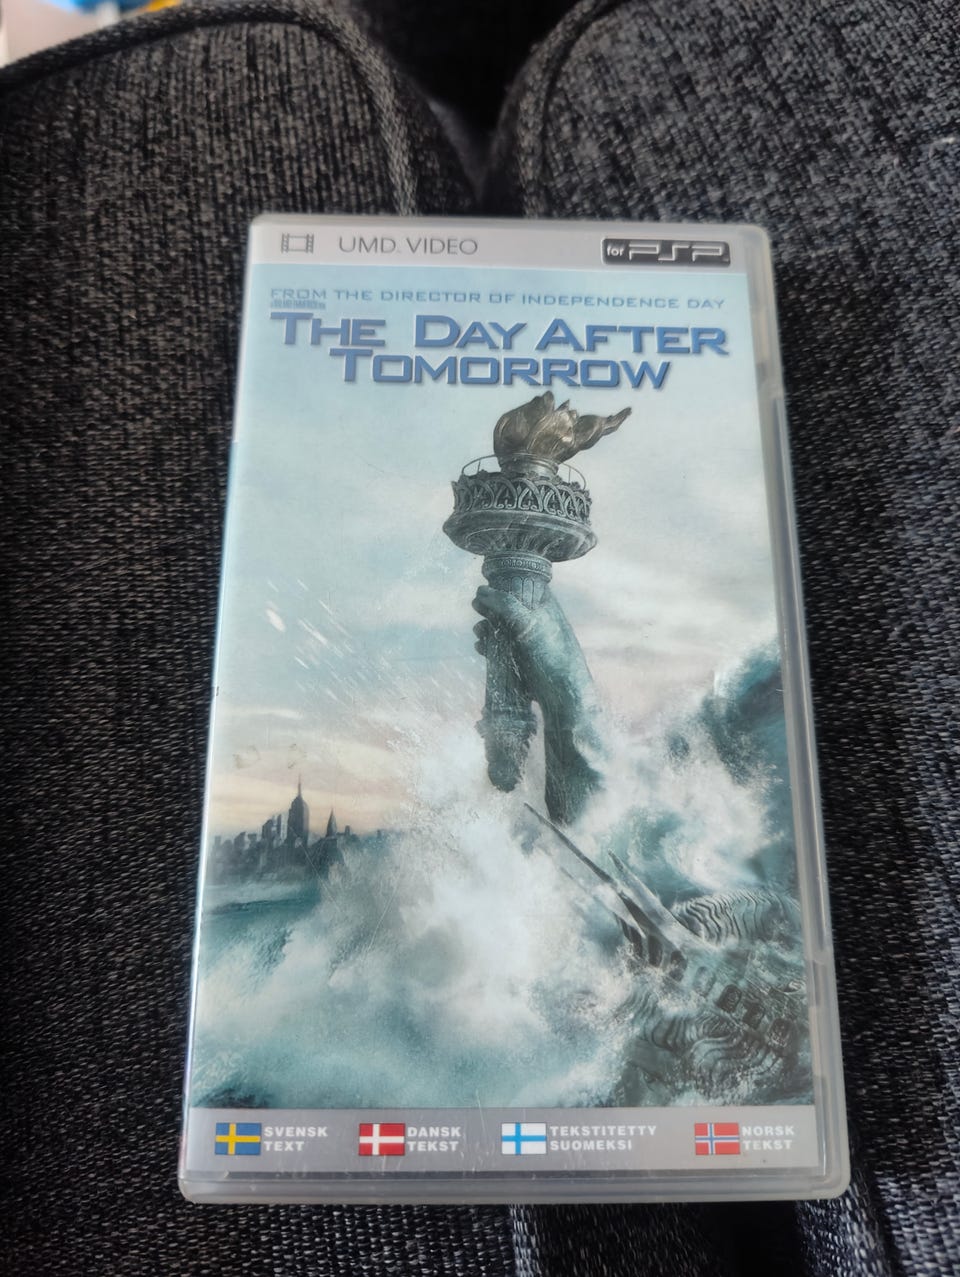 UMD. VIDEO
for PSP
FROM THE DIRECTOR OF INDEPENDENCE DAY
THE DAY AFTER
TOMORROW
SVENSK
TEXT
DANSK
TEKST
TEKSTITETTY
SUOMEKSI
NORSK
TEKST